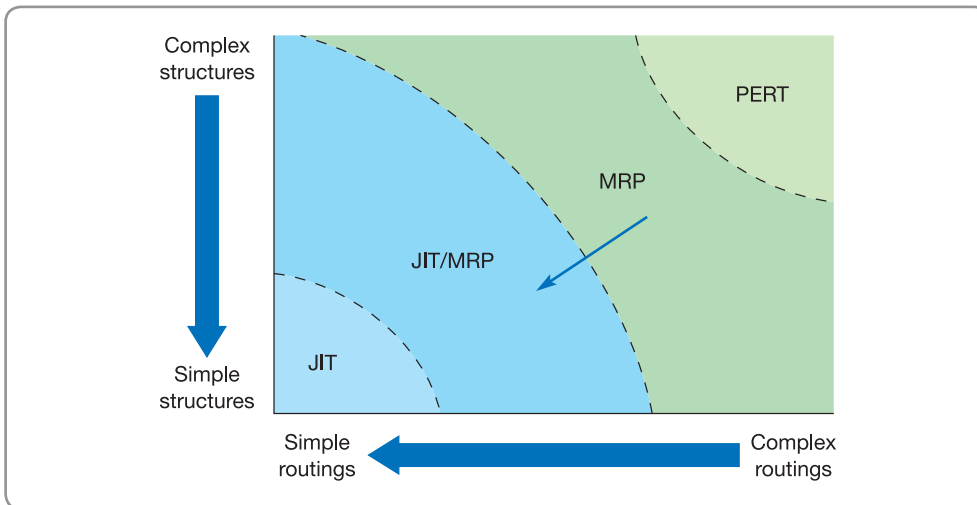 Complex
structures
PERT
MRP
JIT/MRP
JIT
Simple
structures
Simple
routings
Complex
routings